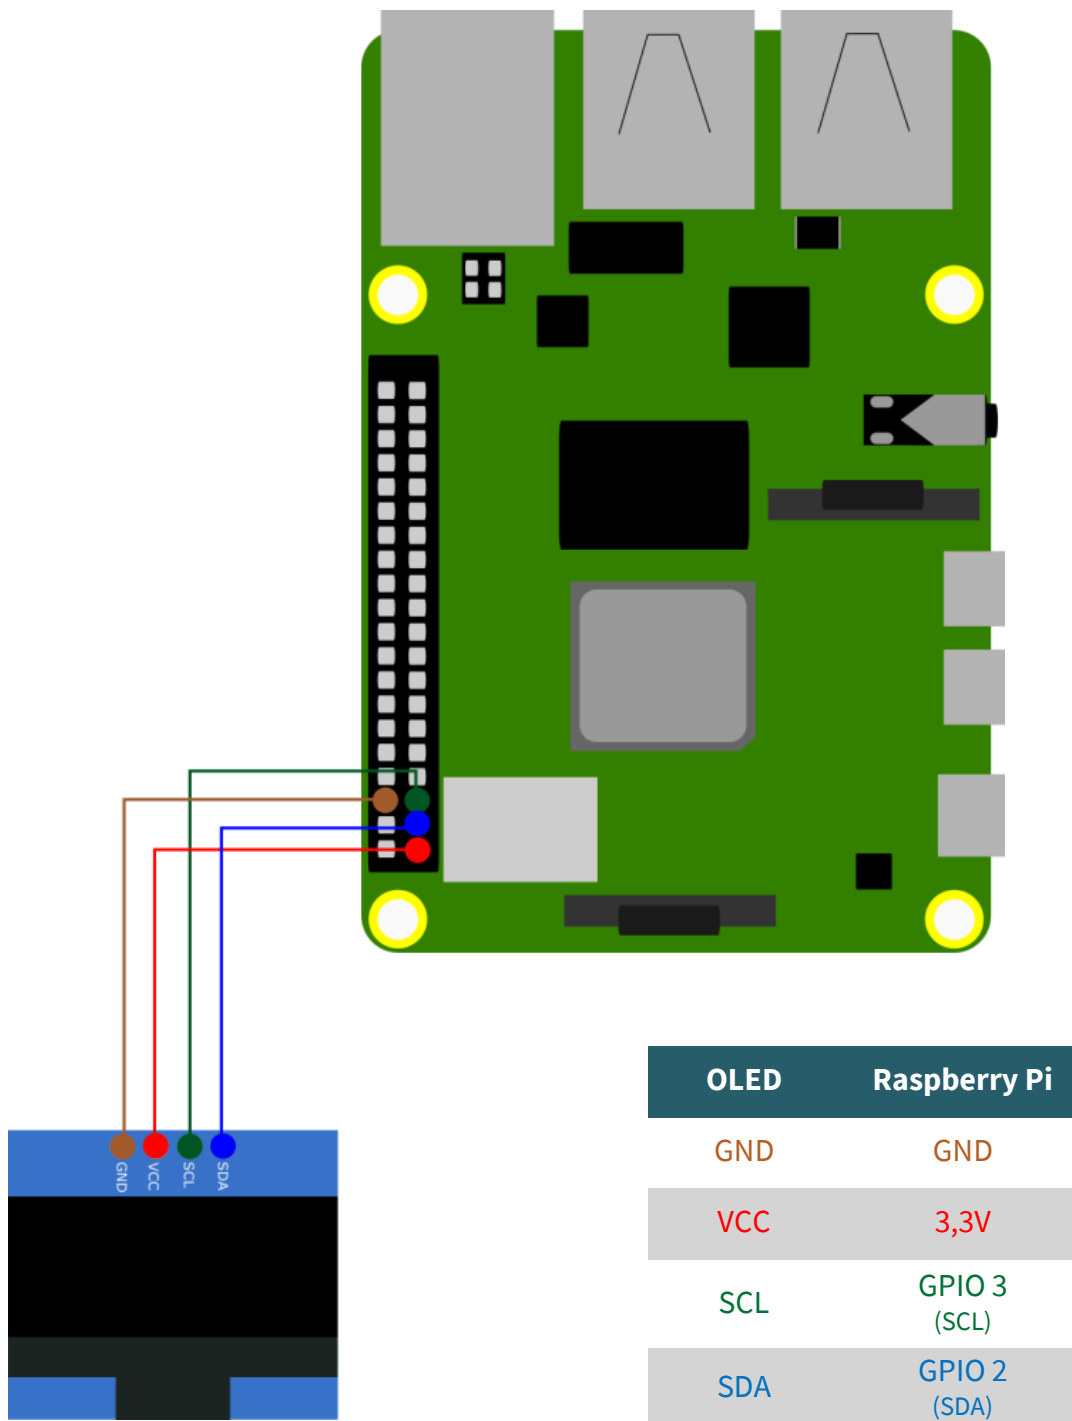 GND
VCC
SCL
SDA
OLED Raspberry Pi
GND GND
VCC 3,3V
SCL GPIO 3
(SCL)
SDA GPIO 2
(SDA)